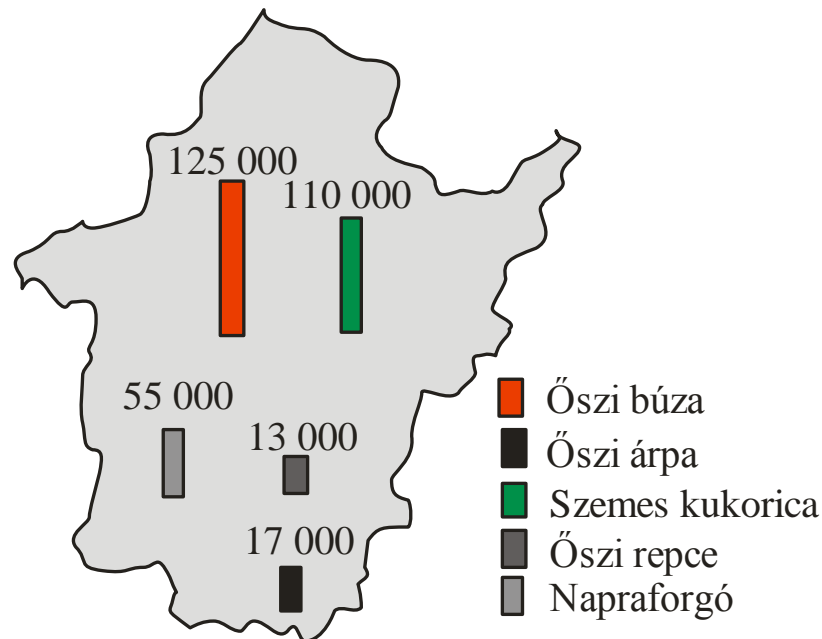 125 000
110 000
55 000
13 000
17 000
Őszi búza
Őszi árpa
Szemes kukorica
Őszi repce
Napraforgó